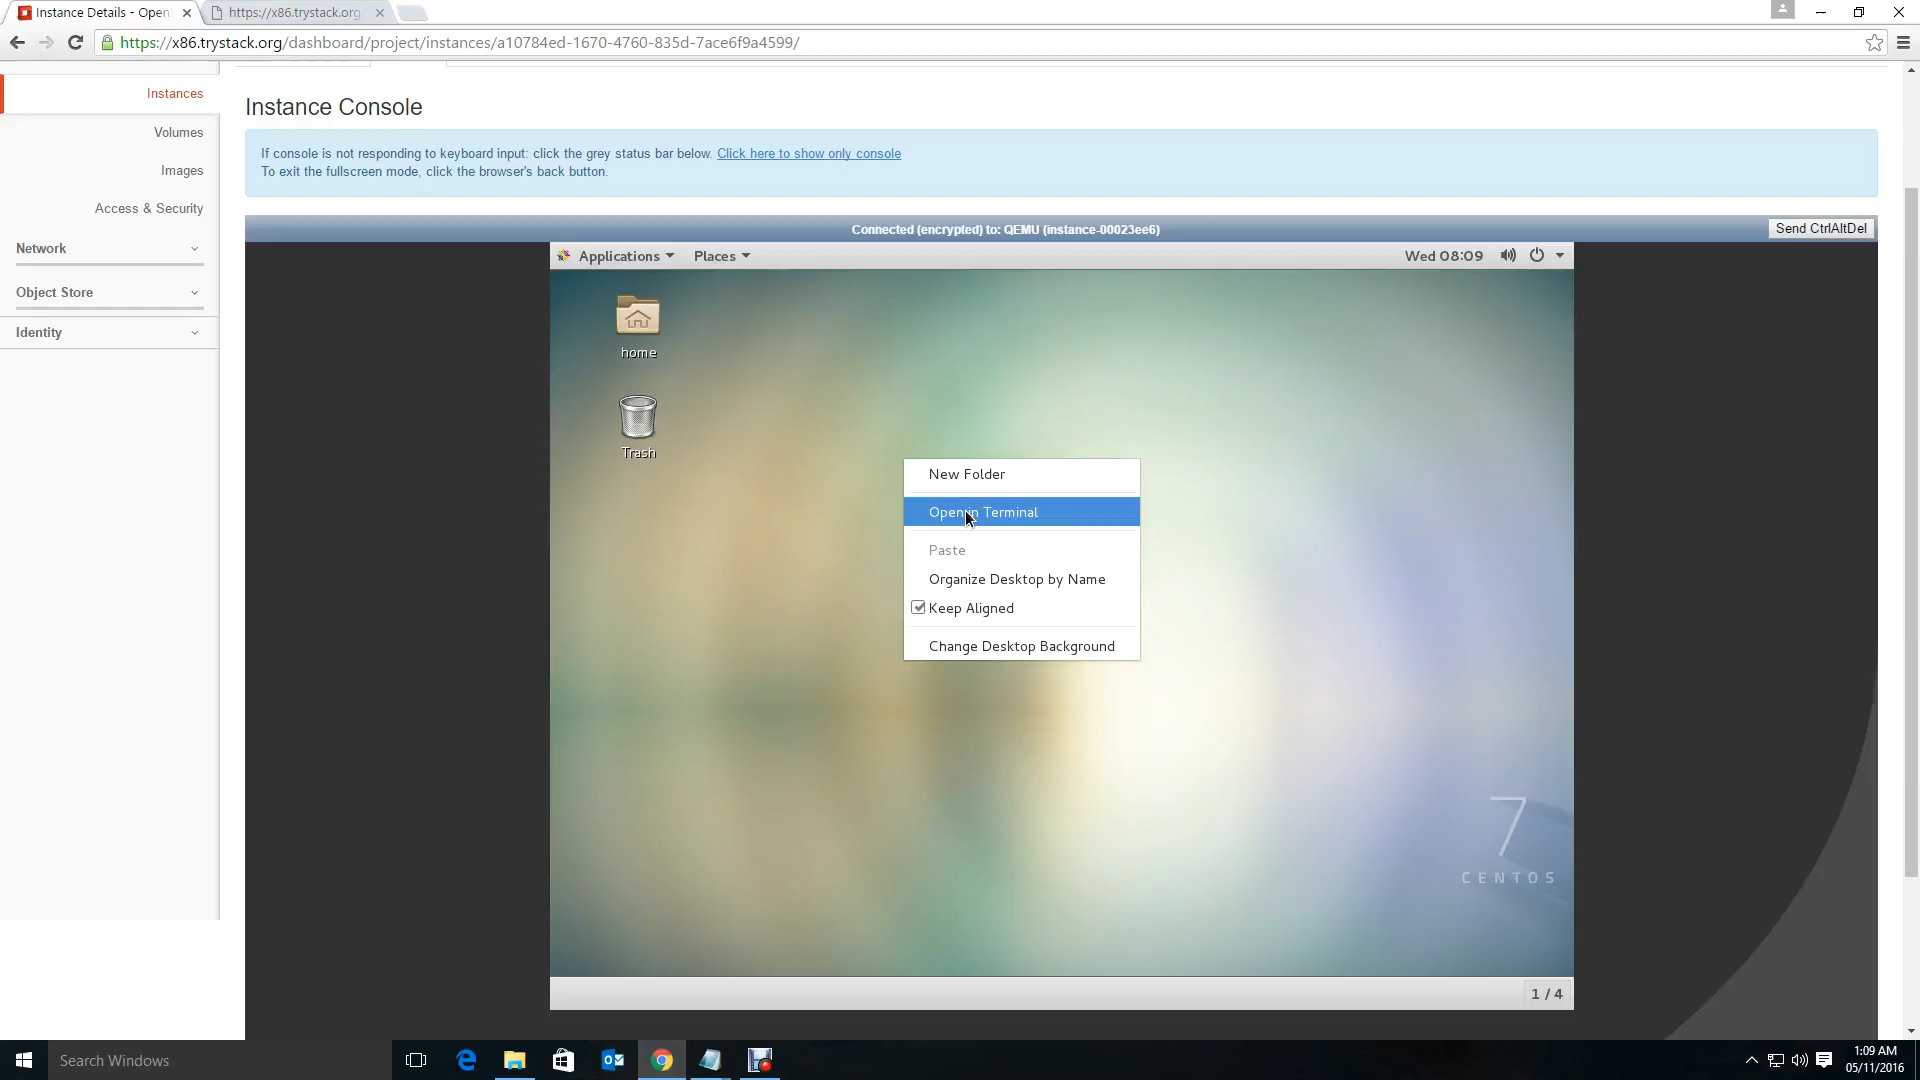 Instance Details - Open
https://x86.trystack.org
https://x86.trystack.org/dashboard/project/instances/a10784ed-1670-4760-835d-7ace6f9a4599/
Instances
Volumes
Images
Access & Security
Network
Object Store
Identity
Instance Console
If console is not responding to keyboard input: click the grey status bar below. Click here to show only console
To exit the fullscreen mode, click the browser's back button.
Connected (encrypted) to: QEMU (instance-00023ee6)
Send CtrlAltDel
Applications
Places
Wed 08:09
home
Trash
New Folder
Open in Terminal
Paste
Organize Desktop by Name
Keep Aligned
Change Desktop Background
7
CENTOS
1 / 4
Search Windows
1:09 AM
05/11/2016